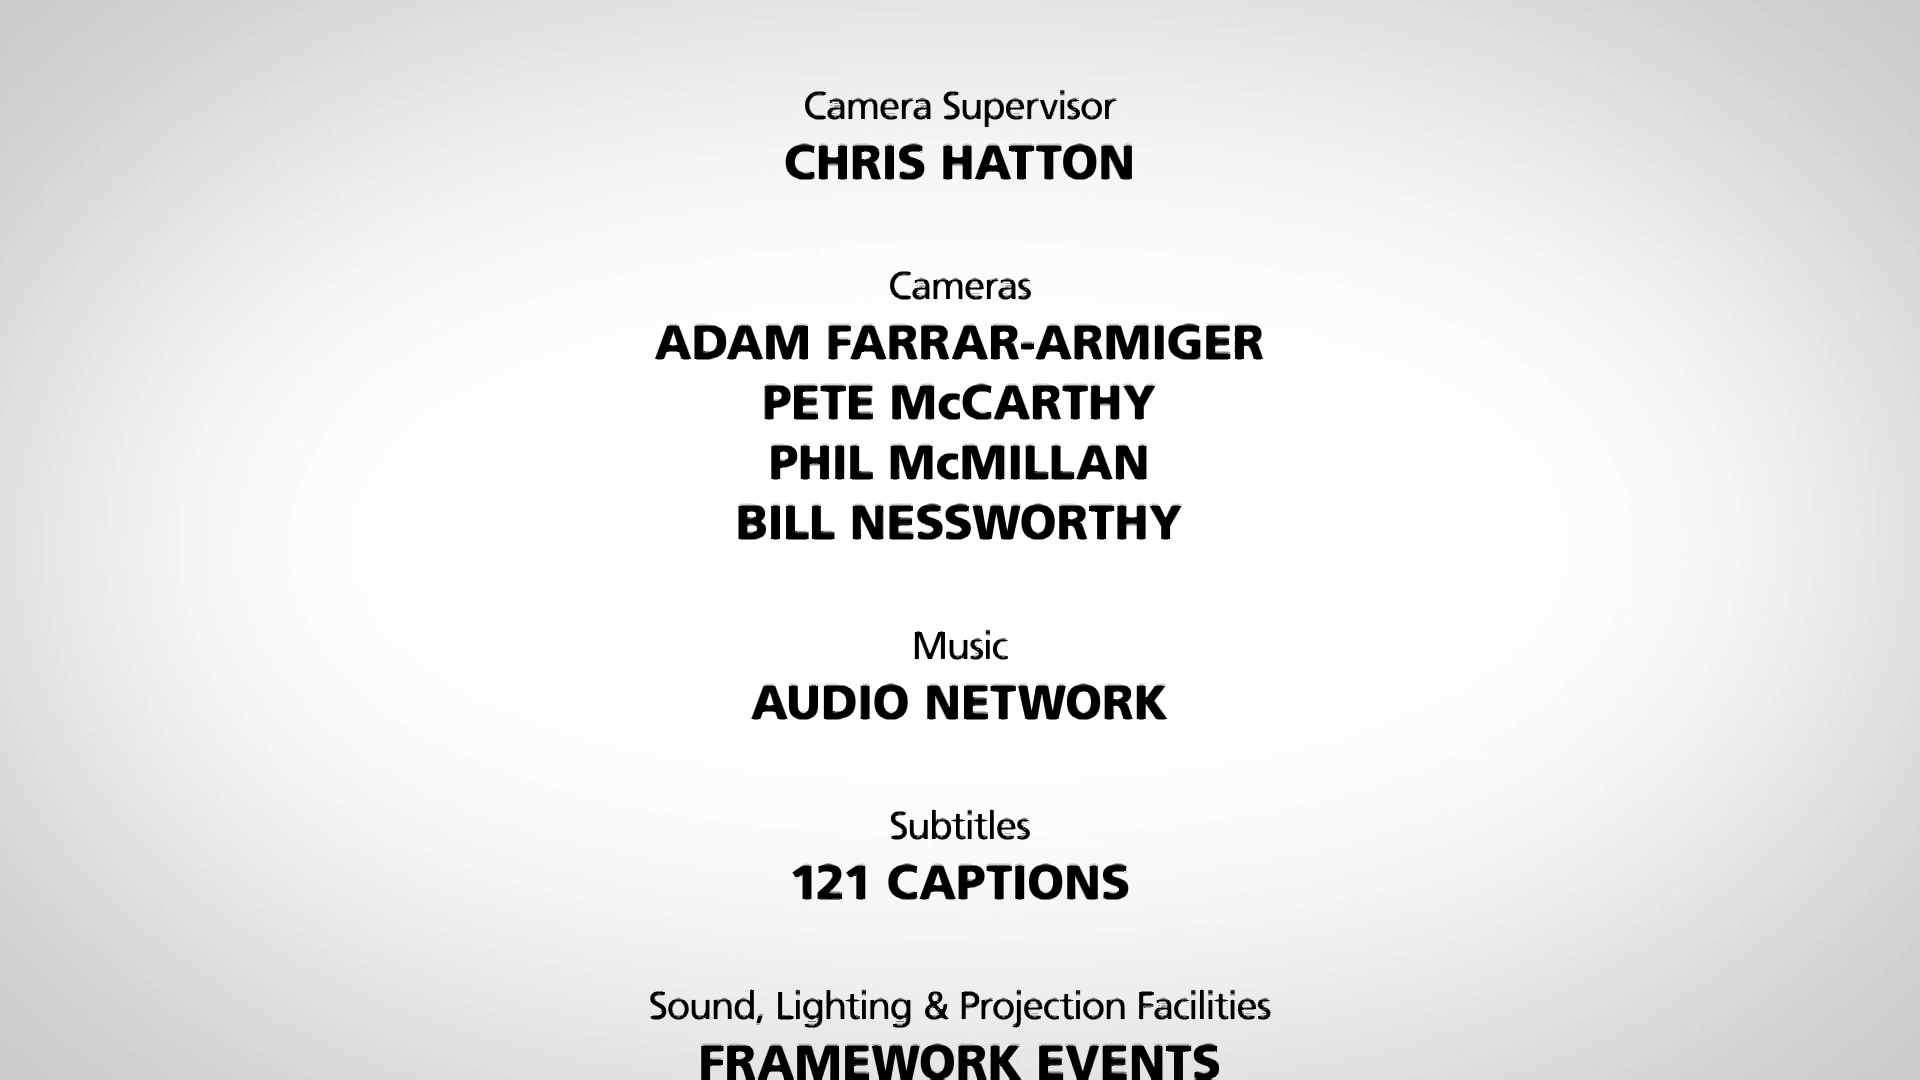 Camera Supervisor
CHRIS HATTON
Cameras
ADAM FARRAR-ARMIGER
PETE McCARTHY
PHIL McMILLAN
BILL NESSWORTHY
Music
AUDIO NETWORK
Subtitles
121 CAPTIONS
Sound, Lighting & Projection Facilities
FRAMEWORK EVENTS